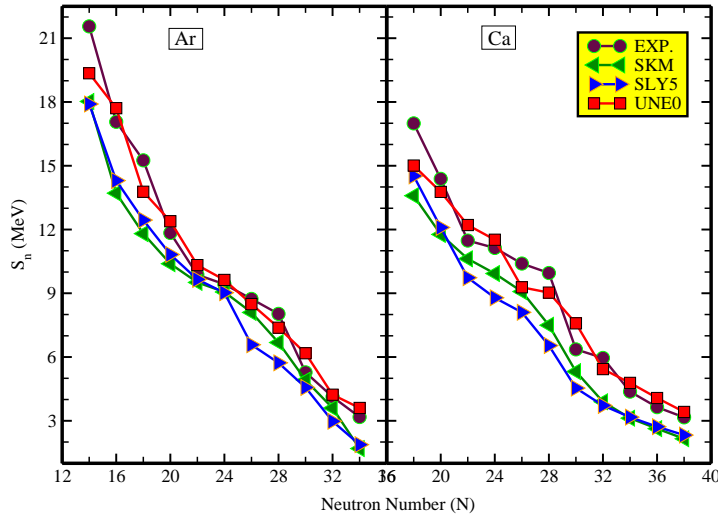 Ar
Ca
EXP.
SKM
SLY5
UNE0
21
18
15
12
9
6
3
S_n (MeV)
12 16 20 24 28 32 36
16 20 24 28 32 36 40
Neutron Number (N)